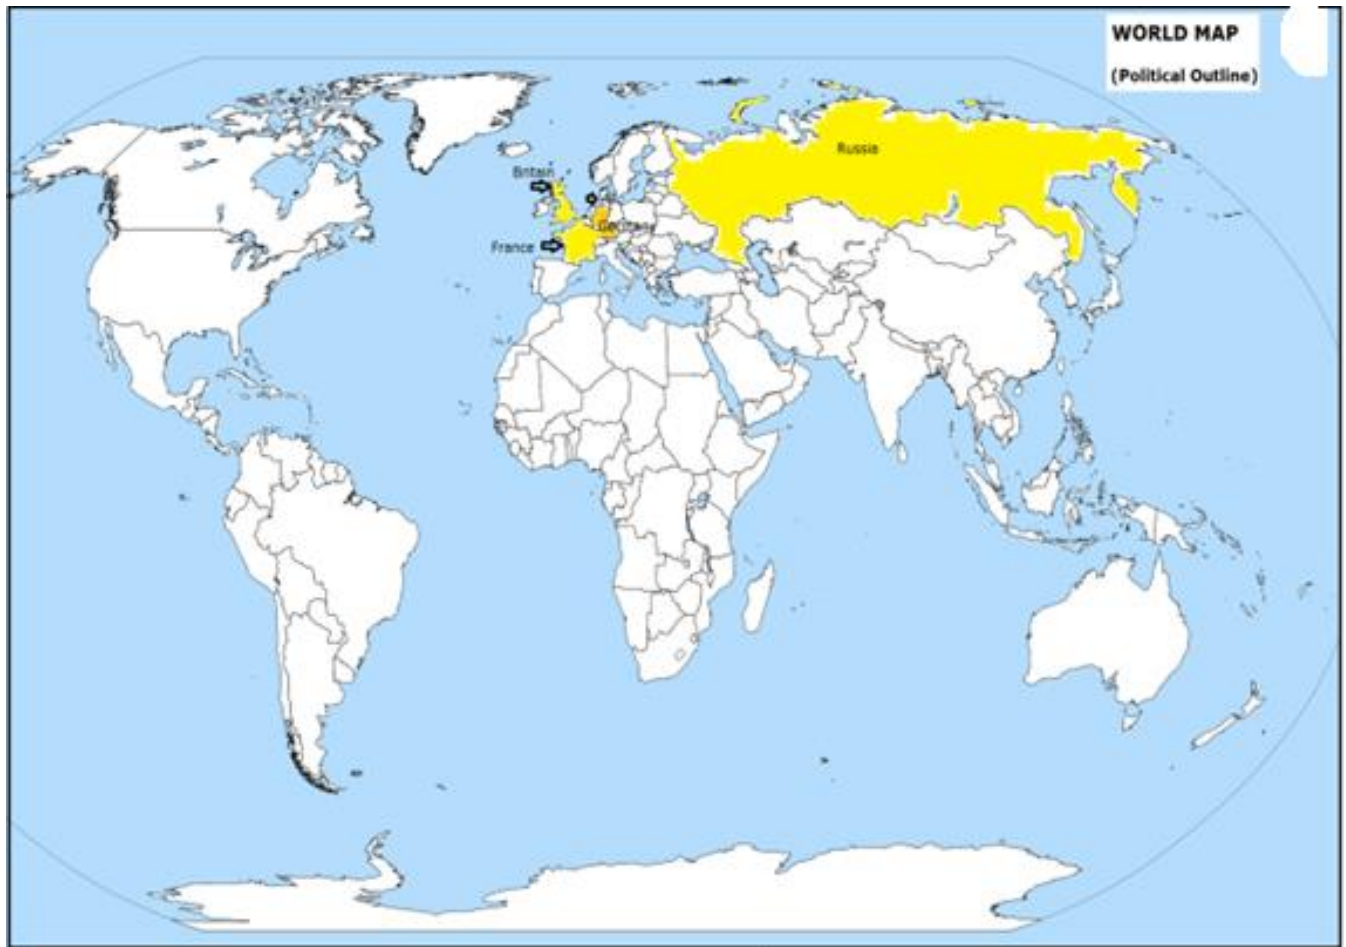 WORLD MAP
(Political Outline)
Russia
Britain
Germany
France